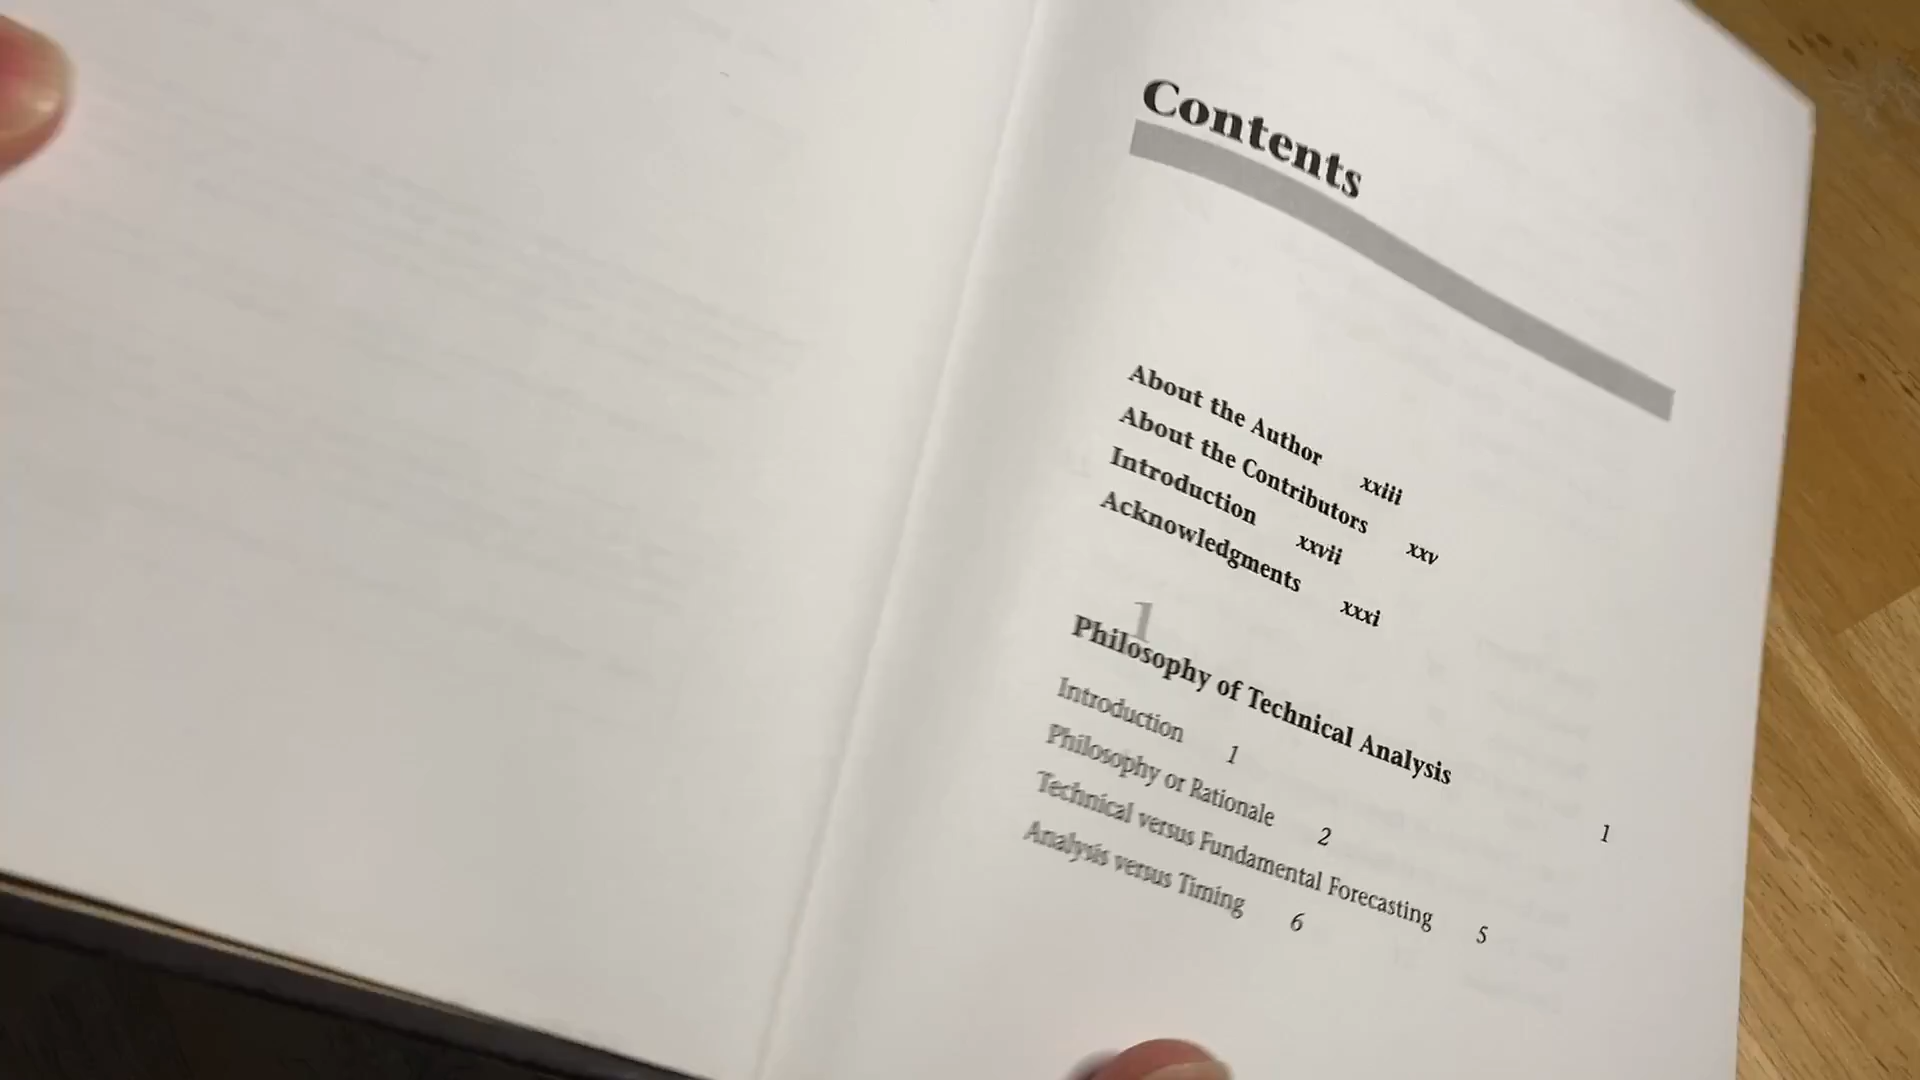 Contents
About the Author xxiii
About the Contributors xxv
Introduction xxvii
Acknowledgments xxxi
1
Philosophy of Technical Analysis 1
Introduction 1
Philosophy or Rationale 2
Technical versus Fundamental Forecasting 5
Analysis versus Timing 6